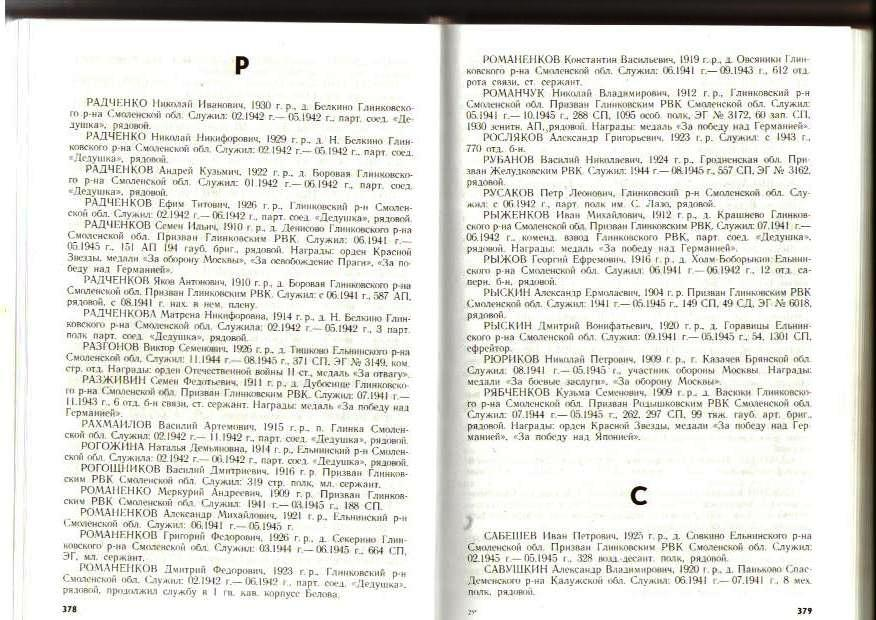 Р
РАДЧЕНКО Николай Иванович, 1930 г. р., д. Белкино Глинковско-
го р-на Смоленской обл. Служил: 02.1942 г.— 05.1942 г., парт. соед. «Де-
душка», рядовой.
РАДЧЕНКО Николай Никифорович, 1929 г. р., д. Н. Белкино Глин-
ковского р-на Смоленской обл. Служил: 02.1942 г.— 05.1942 г., парт. соед.
«Дедушка», рядовой.
РАДЧЕНКОВ Андрей Кузьмич, 1922 г. р., д. Боровая Глинковско-
го р-на Смоленской обл. Служил: 01.1942 г.— 06.1942 г., парт. соед.
«Дедушка», рядовой.
РАДЧЕНКОВ Ефим Титович, 1926 г. р., Глинковский р-н Смолен-
ской обл. Служил: 02.1942 г.— 06.1942 г., парт. соед. «Дедушка», рядовой.
РАДЧЕНКОВ Семен Ильич, 1910 г. р., д. Денисово Глинковского р-на
Смоленской обл. Призван Глинковским РВК. Служил: 06.1941 г.—
05.1945 г., 151 АП 194 гауб. бриг., рядовой. Награды: орден Красной
Звезды, медали «За оборону Москвы», «За освобождение Праги», «За по-
беду над Германией».
РАДЧЕНКОВ Яков Антонович, 1910 г. р., д. Боровая Глинковского р-на
Смоленской обл. Призван Глинковским РВК. Служил: с 06.1941 г., 587 АП,
рядовой, с 08.1941 г. нах. в нем. плену.
РАДЧЕНКОВА Матрена Никифоровна, 1914 г. р., д. Н. Белкино Глин-
ковского р-на Смоленской обл. Служила: 02.1942 г.— 05.1942 г., 3 парт.
полк парт. соед. «Дедушка», рядовой.
РАЗГОНОВ Виктор Семенович, 1926 г. р., д. Тишково Ельнинского р-на
Смоленской обл. Служил: 11.1944 г.— 08.1945 г., 371 СП, ЭГ № 3149, ком.
стр. отд. Награды: орден Отечественной войны II ст., медаль «За отвагу».
РАЗЖИВИН Семен Федотьевич, 1911 г. р., д. Дубосище Глинковско-
го р-на Смоленской обл. Призван Глинковским РВК. Служил: 07.1941 г.—
11.1943 г., 6 отд. б-н связи, ст. сержант. Награды: медаль «За победу над
Германией».
РАХМАИЛОВ Василий Артемович, 1915 г. р., п. Глинка Смолен-
ской обл. Служил: 02.1942 г.— 11.1942 г., парт. соед. «Дедушка», рядовой.
РОГОЖИНА Наталья Демьяновна, 1914 г. р., Ельнинский р-н Смолен-
ской обл. Служила: 02.1942 г.— 06.1942 г., парт. соед. «Дедушка», рядовой.
РОГОЩНИКОВ Василий Дмитриевич, 1916 г. р. Призван Глинков-
ским РВК Смоленской обл. Служил: 319 стр. полк, мл. сержант.
РОМАНЕНКО Меркурий Андреевич, 1909 г. р. Призван Глинков-
ским РВК Смоленской обл. Служил: 1941 г.— 03.1945 г., 188 СП.
РОМАНЕНКОВ Александр Михайлович, 1921 г. р., Ельнинский р-н
Смоленской обл. Служил: 06.1941 г.— 05.1945 г.
РОМАНЕНКОВ Григорий Федорович, 1926 г. р., д. Секерино Глин-
ковского р-на Смоленской обл. Служил: 03.1944 г.— 06.1945 г., 664 СП,
ЭГ, мл. сержант.
РОМАНЕНКОВ Дмитрий Федорович, 1923 г. р., Глинковский р-н
Смоленской обл. Служил: 02.1942 г.— 06.1942 г., парт. соед. «Дедушка»,
рядовой, продолжил службу в 1 гв. кав. корпусе Белова.
378
РОМАНЕНКОВ Константин Васильевич, 1919 г. р., д. Овсяники Глин-
ковского р-на Смоленской обл. Служил: 06.1941 г.— 09.1943 г., 612 отд.
рота связи, ст. сержант.
РОМАНЧУК Николай Владимирович, 1912 г. р., Глинковский р-н
Смоленской обл. Призван Глинковским РВК Смоленской обл. Служил:
05.1941 г.— 10.1945 г., 288 СП, 1095 особ. полк, ЭГ № 3172, 60 зап. СП,
1930 зенитн. АП, рядовой. Награды: медаль «За победу над Германией».
РОСЛЯКОВ Александр Григорьевич, 1923 г. р. Служил: с 1943 г.,
770 отд. б-н.
РУБАНОВ Василий Николаевич, 1924 г. р., Гродненская обл. При-
зван Желудковским РВК. Служил: 1944 г.— 08.1945 г., 557 СП, ЭГ № 3162,
рядовой.
РУСАКОВ Петр Леонович, Глинковский р-н Смоленской обл. Слу-
жил: с 06.1942 г., парт. полк им. С. Лазо, рядовой.
РЫЖЕНКОВ Иван Михайлович, 1912 г. р., д. Крашнево Глинков-
ского р-на Смоленской обл. Призван Глинковским РВК. Служил: 07.1941 г.—
06.1942 г., коменд. взвод Глинковского РВК, парт. соед. «Дедушка»,
рядовой. Награды: медаль «За победу над Германией».
РЫЖОВ Георгий Ефремович, 1916 г. р., д. Холм-Боборыкин Ельнин-
ского р-на Смоленской обл. Служил: 06.1941 г.— 06.1942 г., 12 отд. са-
перн. б-н, рядовой.
РЫСКИН Александр Ермолаевич, 1904 г. р. Призван Глинковским РВК
Смоленской обл. Служил: 1941 г.— 05.1945 г., 149 СП, 49 СД, ЭГ № 6018,
рядовой.
РЫСКИН Дмитрий Вонифатьевич, 1920 г. р., д. Горавицы Ельнин-
ского р-на Смоленской обл. Служил: 09.1941 г.— 05.1945 г., 54, 1301 СП,
ефрейтор.
РЮРИКОВ Николай Петрович, 1909 г. р., г. Казачев Брянской обл.
Служил: 08.1941 г.— 05.1945 г., участник обороны Москвы. Награды:
медали «За боевые заслуги», «За оборону Москвы».
РЯБЧЕНКОВ Кузьма Семенович, 1909 г. р., д. Васюки Глинковско-
го р-на Смоленской обл. Призван Родышковским РВК Смоленской обл.
Служил: 07.1944 г.— 05.1945 г., 262, 297 СП, 99 тяж. гауб. арт. бриг.,
рядовой. Награды: орден Красной Звезды, медали «За победу над Гер-
манией», «За победу над Японией».
С
САБЕШЕВ Иван Петрович, 1925 г. р., д. Совкино Ельнинского р-на
Смоленской обл. Призван Глинковским РВК Смоленской обл. Служил:
02.1945 г.— 05.1945 г., 328 возд.-десант. полк, рядовой.
САВУШКИН Александр Владимирович, 1920 г. р., д. Паньково Спас-
Деменского р-на Калужской обл. Служил: 06.1941 г.— 07.1941 г., 8 мех.
полк, рядовой.
29*
379